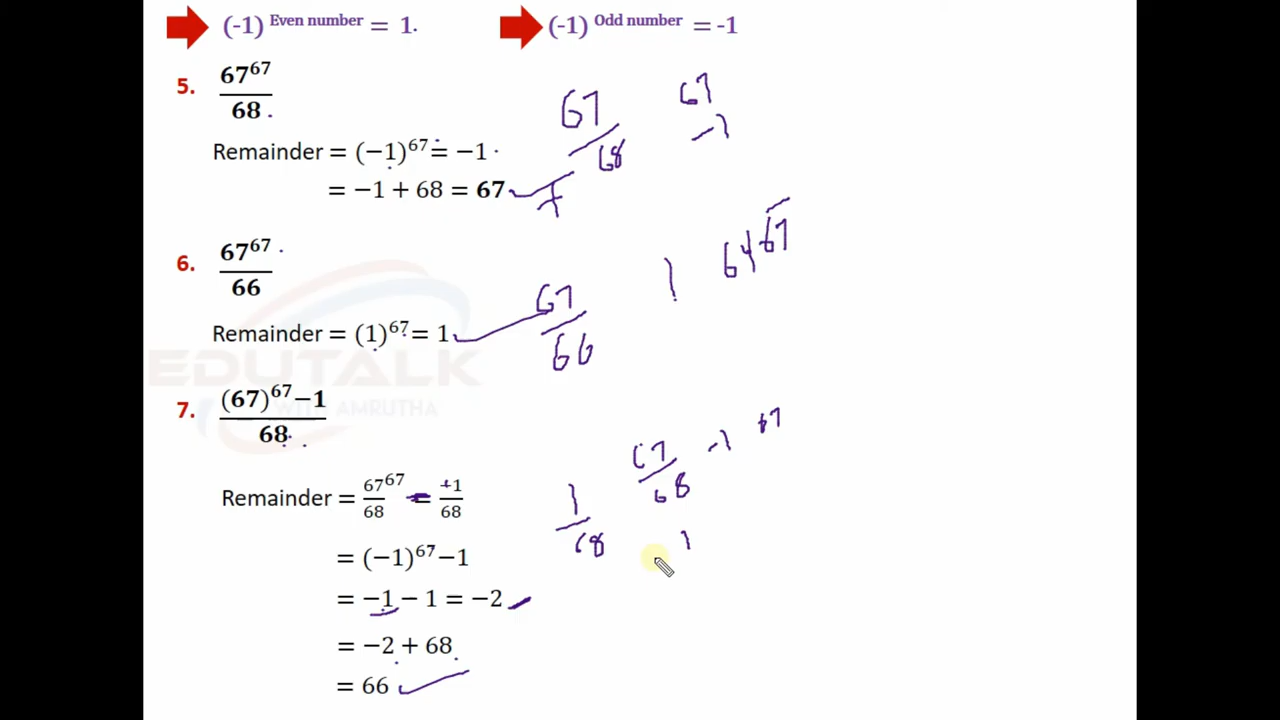 (-1) Even number = 1. (-1) Odd number = -1
5. 67^67 / 68
67/68 67 -1
Remainder = (−1)^67 = −1
= −1 + 68 = 67
+
6. 67^67 / 66
67/66 1 64 67
Remainder = (1)^67 = 1
EDUTALK
WITH AMRUTHA
7. (67)^67 −1 / 68
67/68 -1 67
Remainder = 67^67/68 = 1/68
1/68 1
= (−1)^67 −1
= −1 − 1 = −2
= −2 + 68
= 66